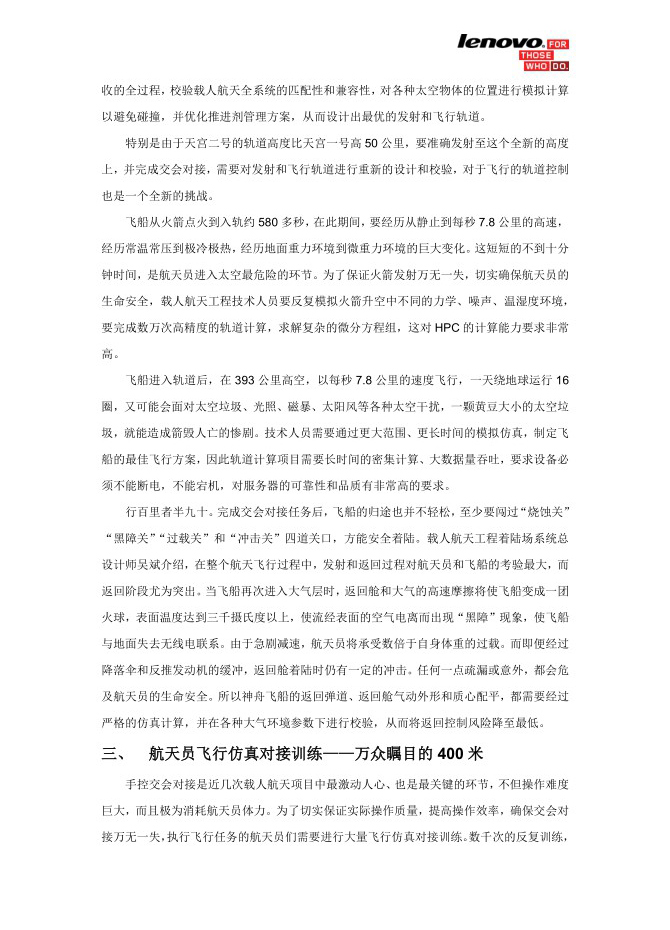 lenovo FOR
THOSE
WHO DO.
收的全过程，校验载人航天全系统的匹配性和兼容性，对各种太空物体的位置进行模拟计算
以避免碰撞，并优化推进剂管理方案，从而设计出最优的发射和飞行轨道。
特别是由于天宫二号的轨道高度比天宫一号高 50 公里，要准确发射至这个全新的高度
上，并完成交会对接，需要对发射和飞行轨道进行重新的设计和校验，对于飞行的轨道控制
也是一个全新的挑战。
飞船从火箭点火到入轨约 580 多秒，在此期间，要经历从静止到每秒 7.8 公里的高速，
经历常温常压到极冷极热，经历地面重力环境到微重力环境的巨大变化。这短短的不到十分
钟时间，是航天员进入太空最危险的环节。为了保证火箭发射万无一失，切实确保航天员的
生命安全，载人航天工程技术人员要反复模拟火箭升空中不同的力学、噪声、温湿度环境，
要完成数万次高精度的轨道计算，求解复杂的微分方程组，这对 HPC 的计算能力要求非常
高。
飞船进入轨道后，在 393 公里高空，以每秒 7.8 公里的速度飞行，一天绕地球运行 16
圈，又可能会面对太空垃圾、光照、磁暴、太阳风等各种太空干扰，一颗黄豆大小的太空垃
圾，就能造成箭毁人亡的惨剧。技术人员需要通过更大范围、更长时间的模拟仿真，制定飞
船的最佳飞行方案，因此轨道计算项目需要长时间的密集计算、大数据量吞吐，要求设备必
须不能断电，不能宕机，对服务器的可靠性和品质有非常高的要求。
行百里者半九十。完成交会对接任务后，飞船的归途也并不轻松，至少要闯过“烧蚀关”
“黑障关”“过载关”和“冲击关”四道关口，方能安全着陆。载人航天工程着陆场系统总
设计师吴斌介绍，在整个航天飞行过程中，发射和返回过程对航天员和飞船的考验最大，而
返回阶段尤为突出。当飞船再次进入大气层时，返回舱和大气的高速摩擦将使飞船变成一团
火球，表面温度达到三千摄氏度以上，使流经表面的空气电离而出现“黑障”现象，使飞船
与地面失去无线电联系。由于急剧减速，航天员将承受数倍于自身体重的过载。而即便经过
降落伞和反推发动机的缓冲，返回舱着陆时仍有一定的冲击。任何一点疏漏或意外，都会危
及航天员的生命安全。所以神舟飞船的返回弹道、返回舱气动外形和质心配平，都需要经过
严格的仿真计算，并在各种大气环境参数下进行校验，从而将返回控制风险降至最低。
三、 航天员飞行仿真对接训练——万众瞩目的 400 米
手控交会对接是近几次载人航天项目中最激动人心、也是最关键的环节，不但操作难度
巨大，而且极为消耗航天员体力。为了切实保证实际操作质量，提高操作效率，确保交会对
接万无一失，执行飞行任务的航天员们需要进行大量飞行仿真对接训练。数千次的反复训练，